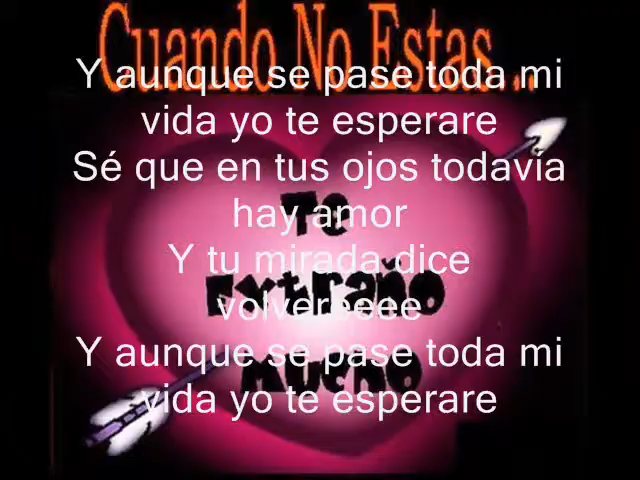 Cuando No Estas...
Y aunque se pase toda mi
vida yo te esperare
Sé que en tus ojos todavía
hay amor
Y tu mirada dice
volvereeee
Y aunque se pase toda mi
vida yo te esperare
Te
Extraño
Mucho